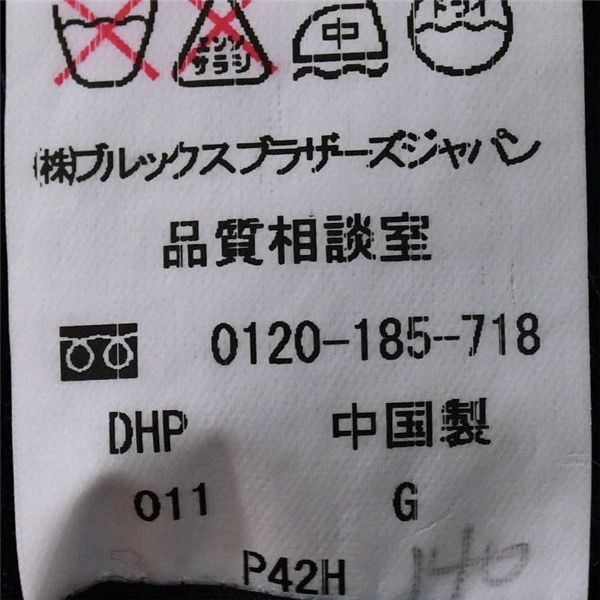 エンソ サラシ 中 ドライ
(株)ブルックスブラザーズジャパン
品質相談室
0120-185-718
DHP 中国製
011 G
P42H